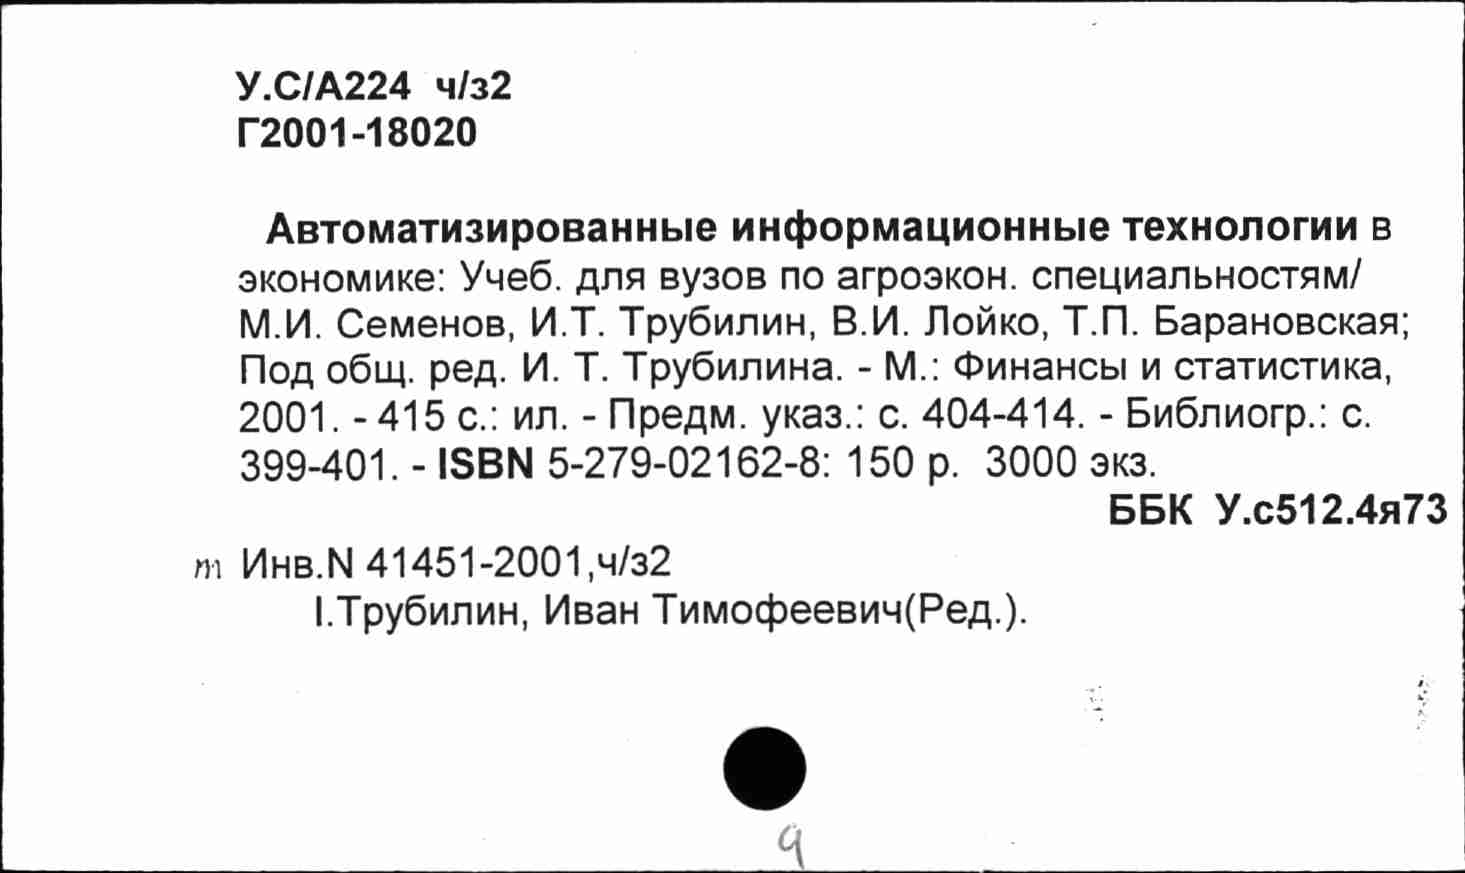 У.С/А224 ч/з2
Г2001-18020
Автоматизированные информационные технологии в
экономике: Учеб. для вузов по агроэкон. специальностям/
М.И. Семенов, И.Т. Трубилин, В.И. Лойко, Т.П. Барановская;
Под общ. ред. И. Т. Трубилина. - М.: Финансы и статистика,
2001. - 415 с.: ил. - Предм. указ.: с. 404-414. - Библиогр.: с.
399-401. - ISBN 5-279-02162-8: 150 р. 3000 экз.
ББК У.с512.4я73
т Инв.N 41451-2001,ч/з2
I.Трубилин, Иван Тимофеевич(Ред.).